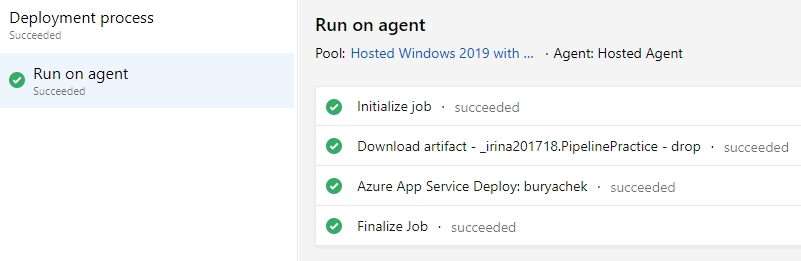 Deployment process
Succeeded
Run on agent
Succeeded
Run on agent
Pool: Hosted Windows 2019 with ... · Agent: Hosted Agent
Initialize job · succeeded
Download artifact - _irina201718.PipelinePractice - drop · succeeded
Azure App Service Deploy: buryachek · succeeded
Finalize Job · succeeded